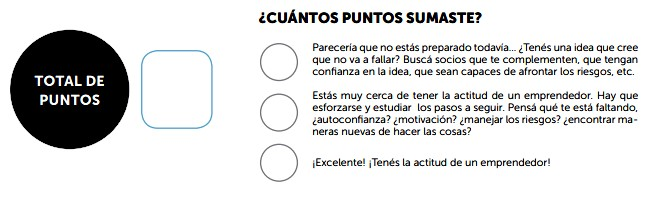 TOTAL DE
PUNTOS
¿CUÁNTOS PUNTOS SUMASTE?
Parecería que no estás preparado todavía... ¿Tenés una idea que cree
que no va a fallar? Buscá socios que te complementen, que tengan
confianza en la idea, que sean capaces de afrontar los riesgos, etc.
Estás muy cerca de tener la actitud de un emprendedor. Hay que
esforzarse y estudiar los pasos a seguir. Pensá qué te está faltando,
¿autoconfianza? ¿motivación? ¿manejar los riesgos? ¿encontrar ma-
neras nuevas de hacer las cosas?
¡Excelente! ¡Tenés la actitud de un emprendedor!